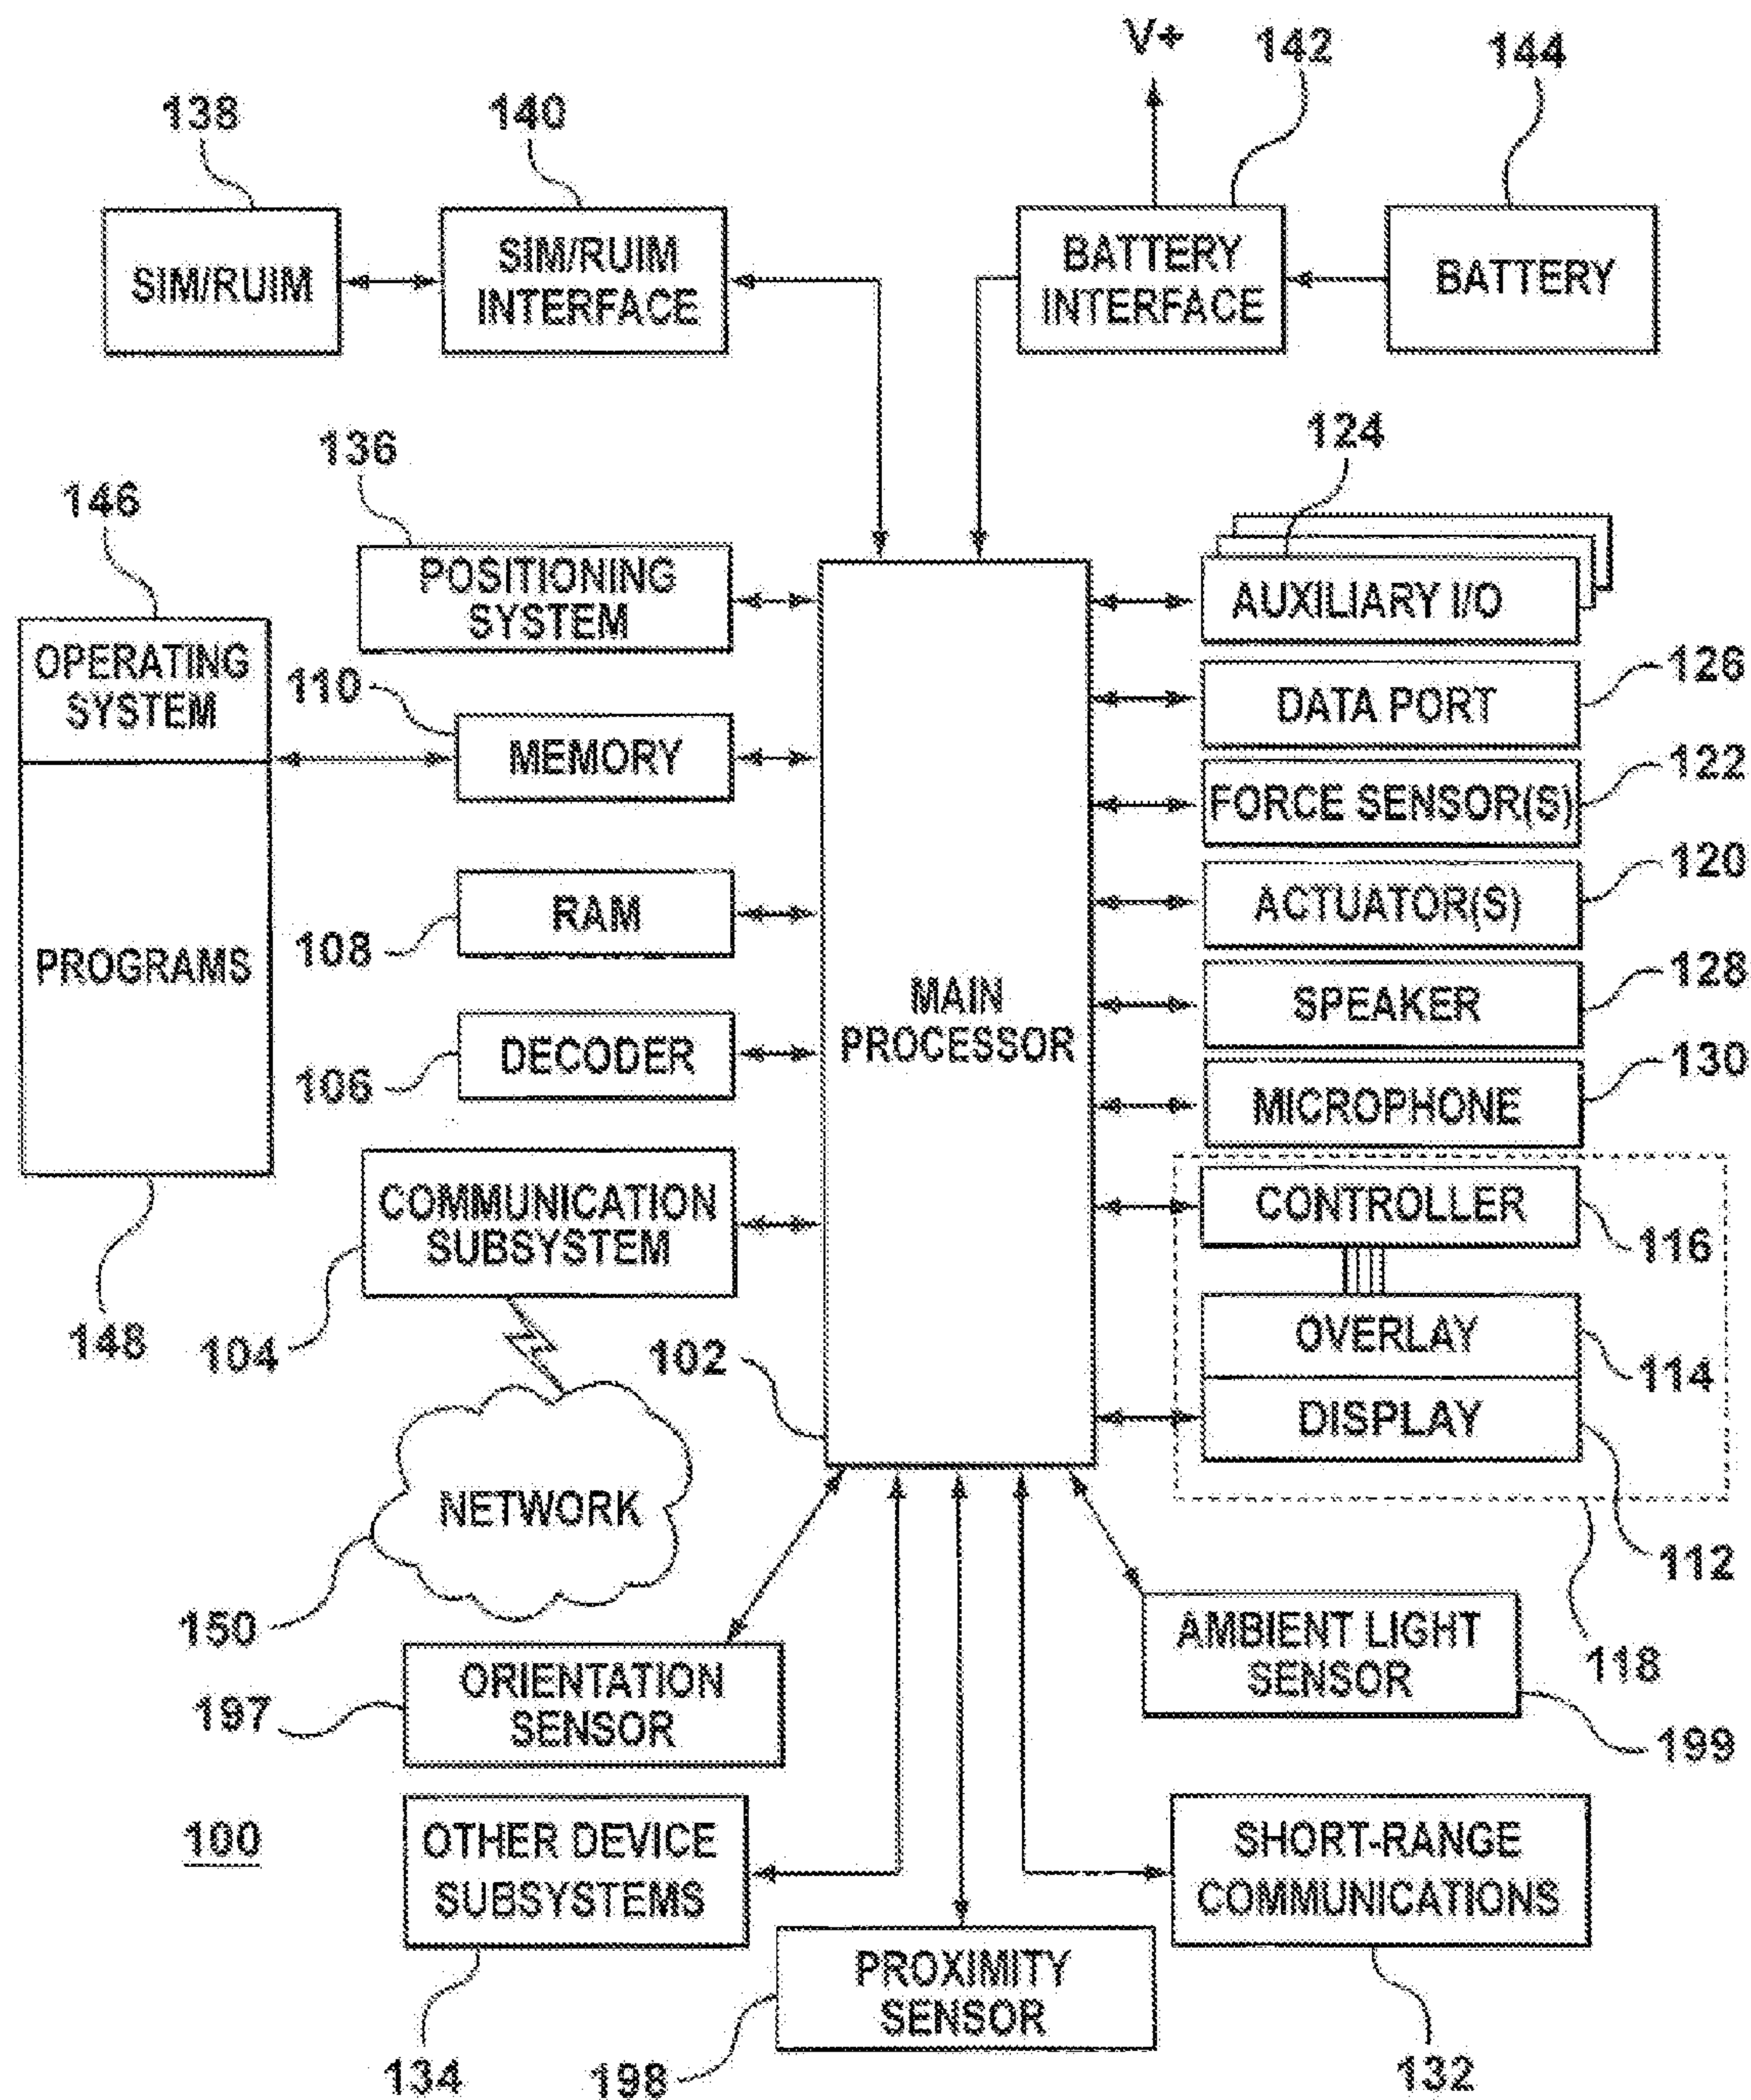 V+
142
144
138
140
SIM/RUIM
SIM/RUIM
INTERFACE
BATTERY
INTERFACE
BATTERY
136
124
146
POSITIONING
SYSTEM
AUXILIARY I/O
OPERATING
SYSTEM
110
MEMORY
DATA PORT
126
FORCE SENSOR(S)
122
PROGRAMS
RAM
108
ACTUATOR(S)
120
MAIN
PROCESSOR
SPEAKER
128
DECODER
106
MICROPHONE
130
COMMUNICATION
SUBSYSTEM
CONTROLLER
116
148
104
102
OVERLAY
114
DISPLAY
112
NETWORK
150
118
ORIENTATION
SENSOR
197
AMBIENT LIGHT
SENSOR
199
100
OTHER DEVICE
SUBSYSTEMS
SHORT-RANGE
COMMUNICATIONS
PROXIMITY
SENSOR
134
198
132